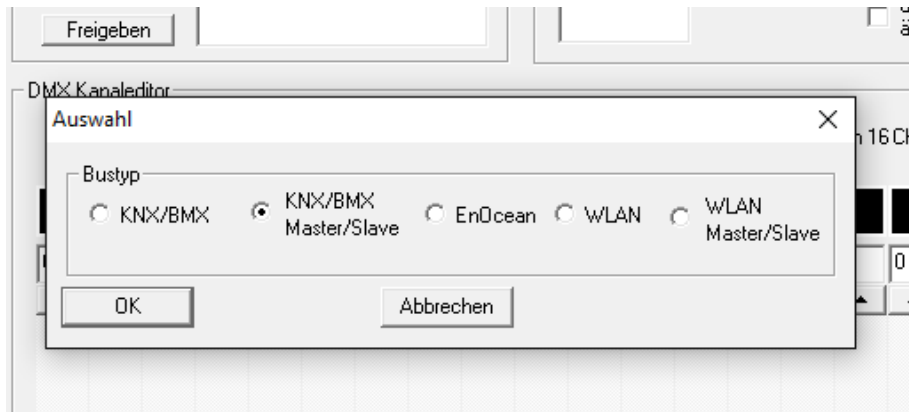 Freigeben
DMX Kanaleditor
Auswahl
16
Bustyp
KNX/BMX
KNX/BMX
Master/Slave
EnOcean
WLAN
WLAN
Master/Slave
0
OK
Abbrechen